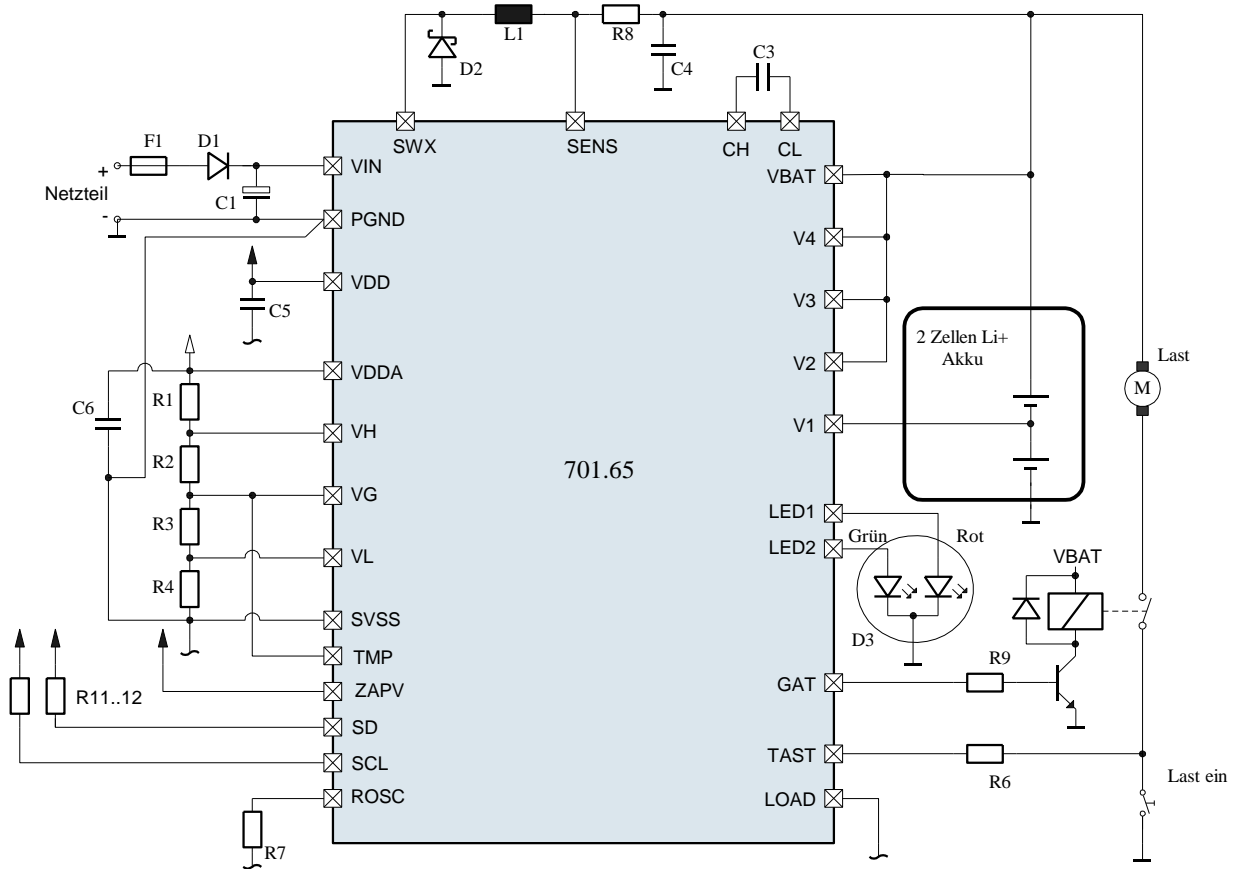 L1
R8
D2
C4
C3
SWX
SENS
CH
CL
F1
D1
+
Netzteil
-
C1
VIN
PGND
VDD
C5
VDDA
R1
C6
VH
R2
VG
R3
VL
R4
SVSS
TMP
ZAPV
R11..12
SD
SCL
ROSC
R7
701.65
VBAT
V4
V3
V2
V1
2 Zellen Li+
Akku
Last
M
LED1
LED2
Grün
Rot
D3
VBAT
GAT
R9
TAST
R6
LOAD
Last ein